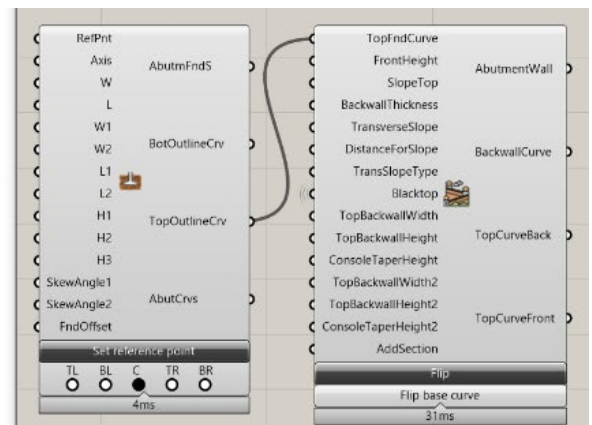 RefPnt
Axis
W
L
W1
W2
L1
L2
H1
H2
H3
SkewAngle1
SkewAngle2
FndOffset
AbutmFndS
BotOutlineCrv
TopOutlineCrv
AbutCrvs
Set reference point
TL BL C TR BR
4ms
TopFndCurve
FrontHeight
SlopeTop
BackwallThickness
TransverseSlope
DistanceForSlope
TransSlopeType
Blacktop
TopBackwallWidth
TopBackwallHeight
ConsoleTaperHeight
TopBackwallWidth2
TopBackwallHeight2
ConsoleTaperHeight2
AddSection
AbutmentWall
BackwallCurve
TopCurveBack
TopCurveFront
Flip
Flip base curve
31ms